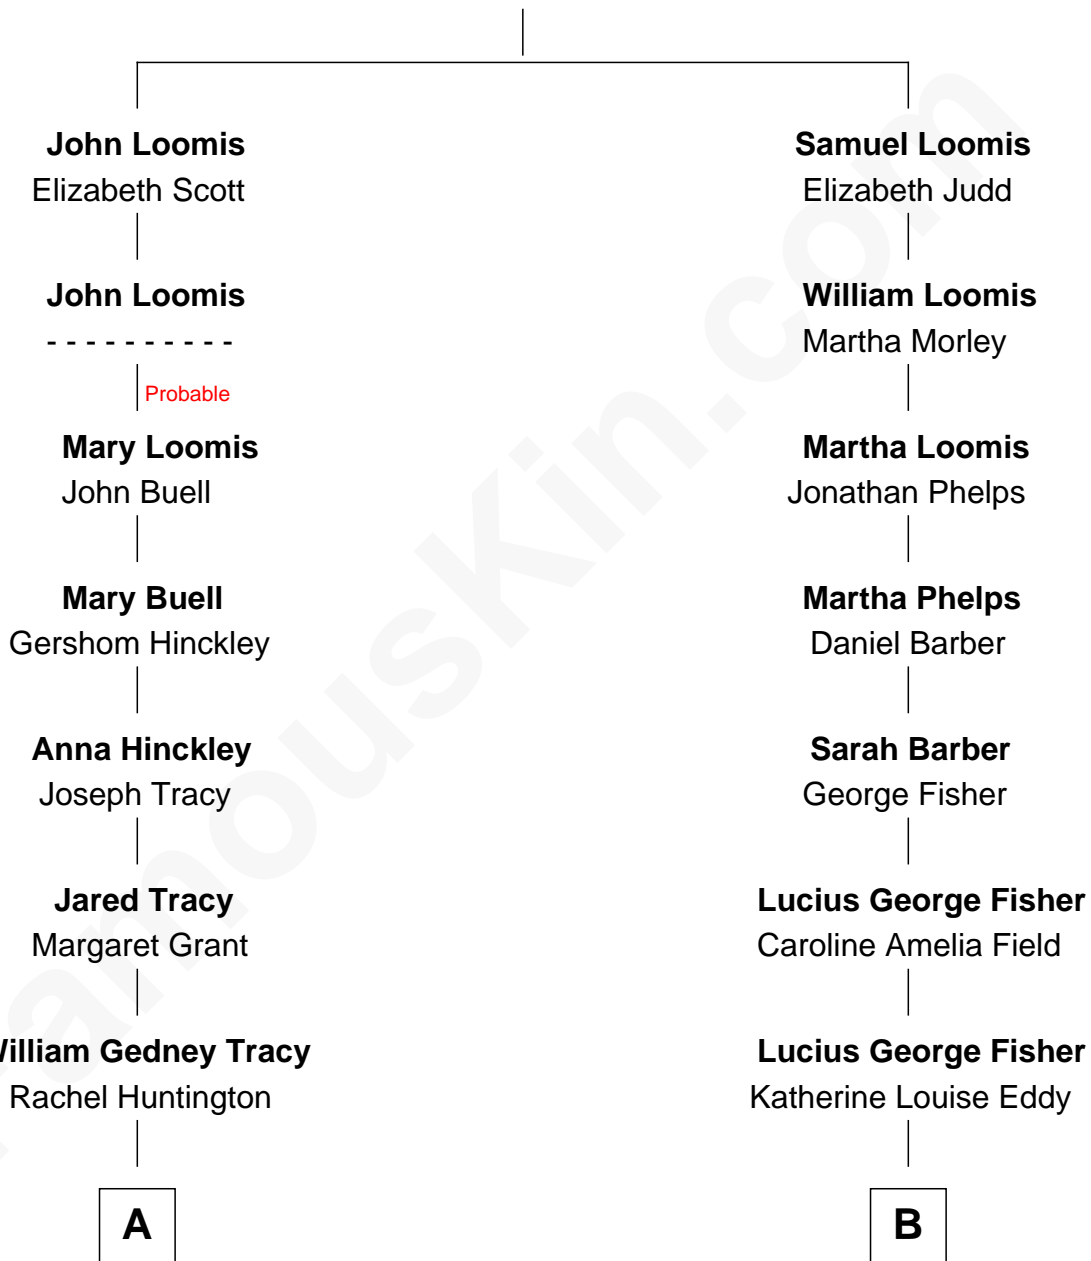 John Loomis
Elizabeth Scott
John Loomis
- - - - - - - - - -
Probable
Mary Loomis
John Buell
Mary Buell
Gershom Hinckley
Anna Hinckley
Joseph Tracy
Jared Tracy
Margaret Grant
William Gedney Tracy
Rachel Huntington
A
Samuel Loomis
Elizabeth Judd
William Loomis
Martha Morley
Martha Loomis
Jonathan Phelps
Martha Phelps
Daniel Barber
Sarah Barber
George Fisher
Lucius George Fisher
Caroline Amelia Field
Lucius George Fisher
Katherine Louise Eddy
B
FamousKin.com